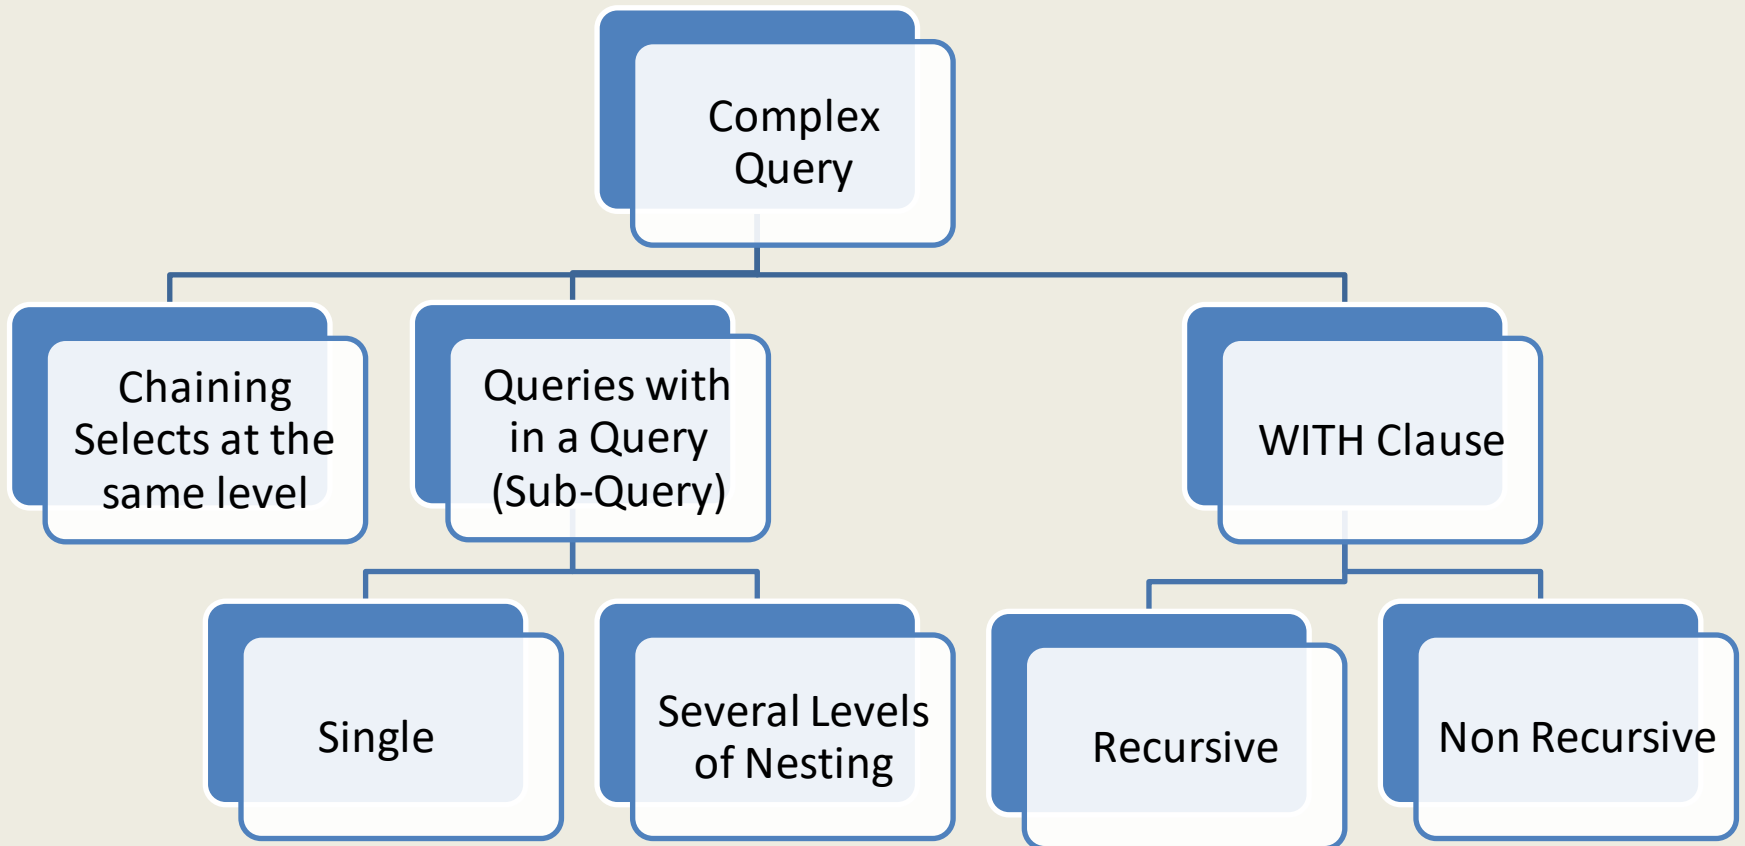 Complex
Query
Chaining
Selects at the
same level
Queries with
in a Query
(Sub-Query)
WITH Clause
Single
Several Levels
of Nesting
Recursive
Non Recursive